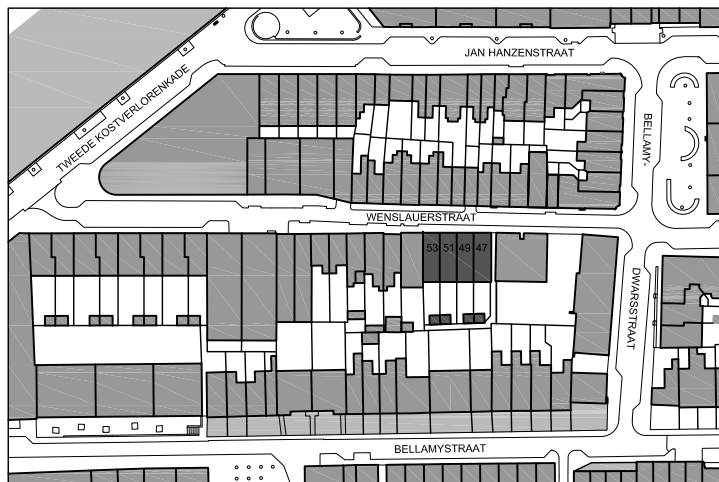 JAN HANZENSTRAAT
TWEEDE KOSTVERLORENKADE
BELLAMY-
WENSLAUERSTRAAT
53 51 49 47
DWARSSTRAAT
BELLAMYSTRAAT